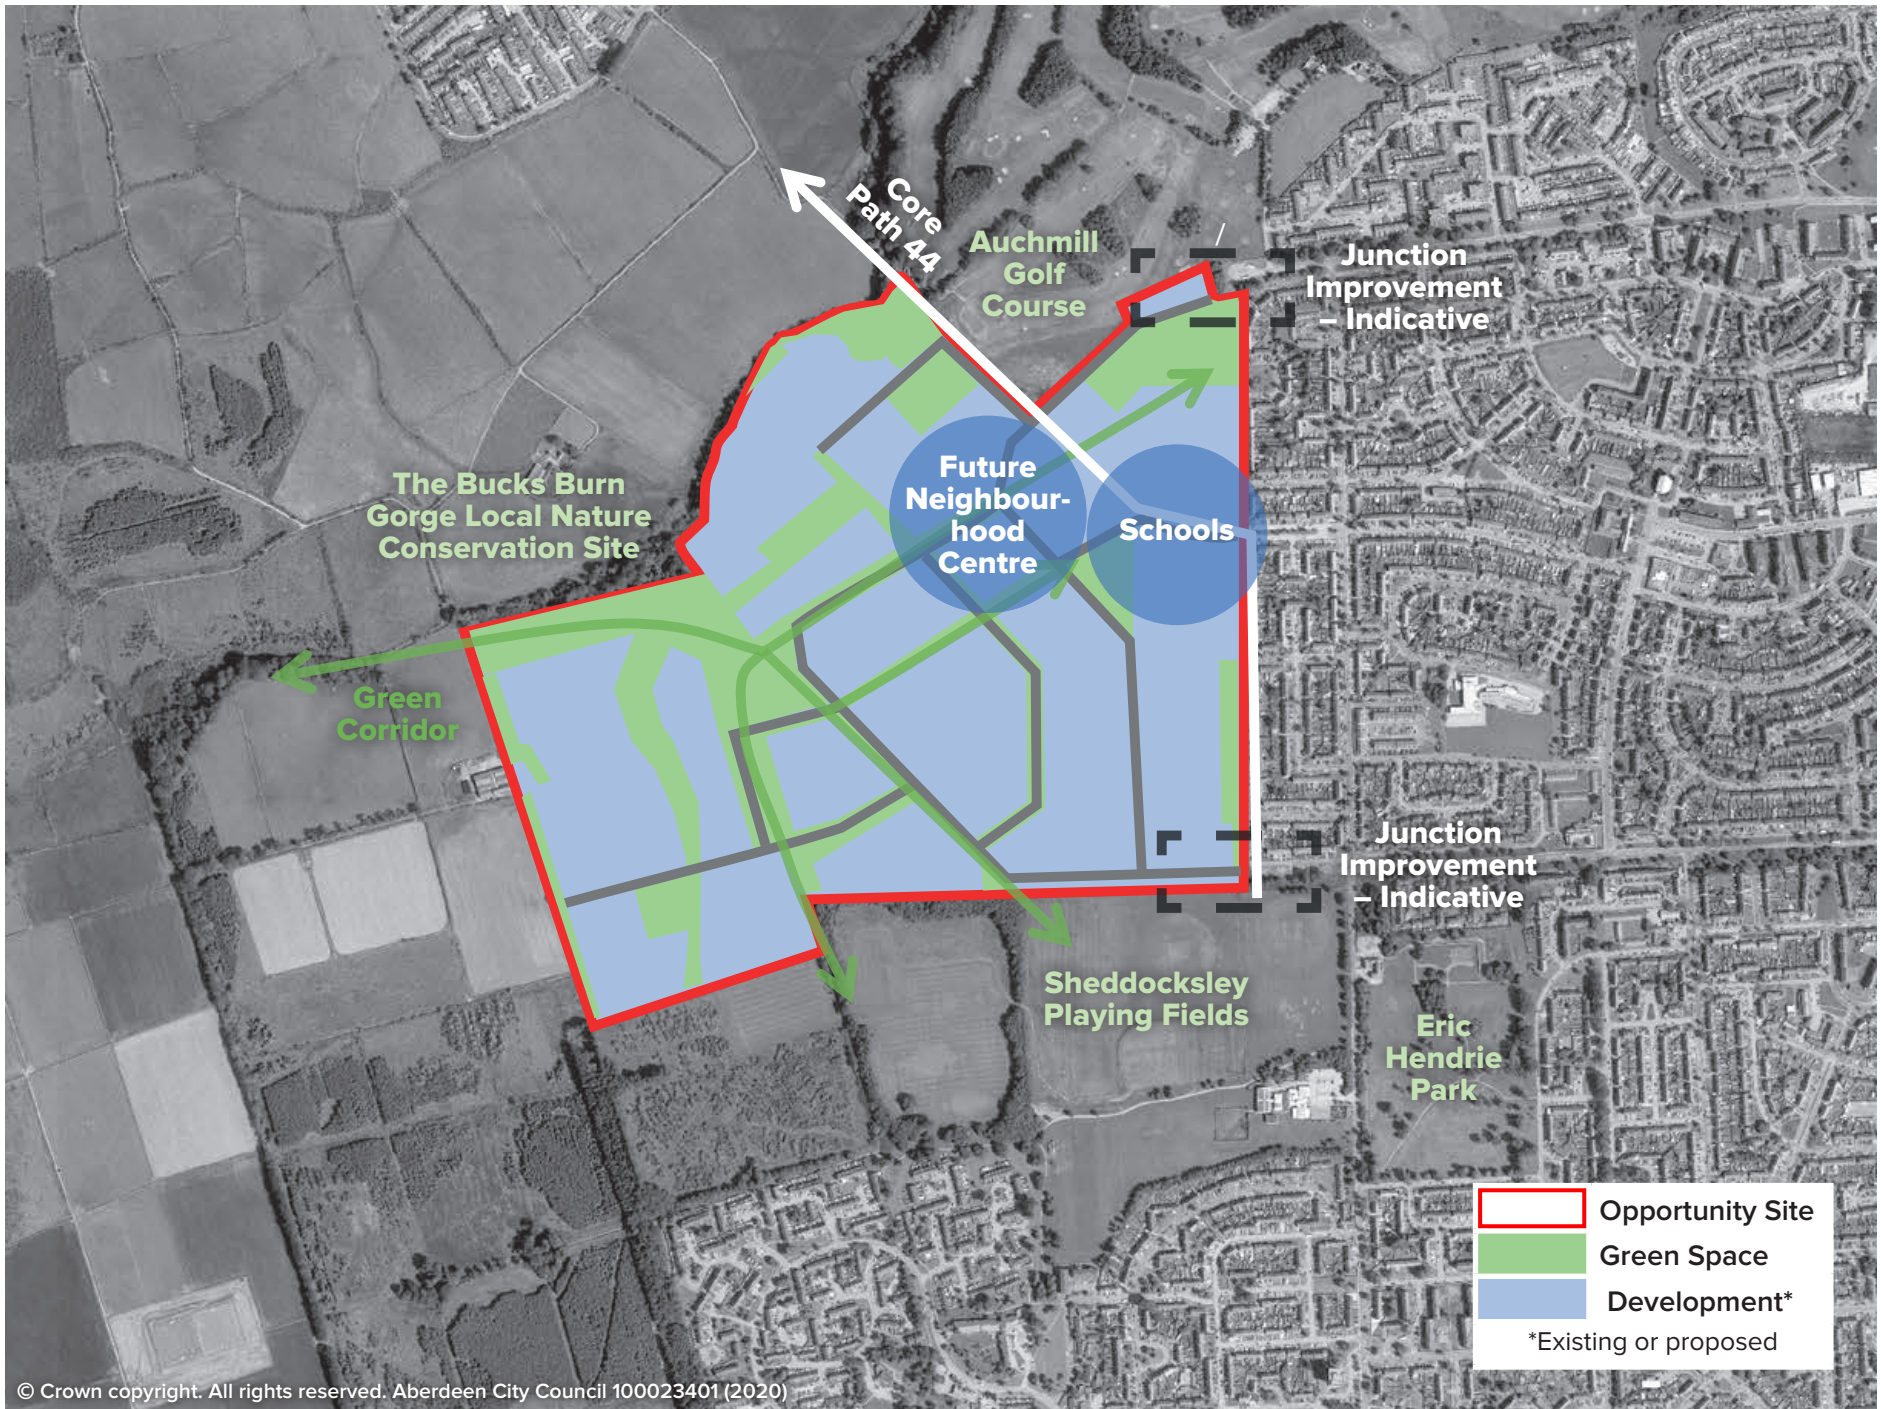 Core
Path 44
Auchmill
Golf
Course
Junction
Improvement
– Indicative
The Bucks Burn
Gorge Local Nature
Conservation Site
Future
Neighbour-
hood
Centre
Schools
Green
Corridor
Junction
Improvement
– Indicative
Sheddocksley
Playing Fields
Eric
Hendrie
Park
Opportunity Site
Green Space
Development*
*Existing or proposed
© Crown copyright. All rights reserved. Aberdeen City Council 100023401 (2020)